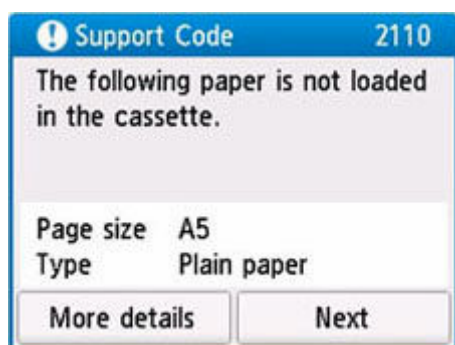 Support Code 2110
The following paper is not loaded
in the cassette.
Page size A5
Type Plain paper
More details Next